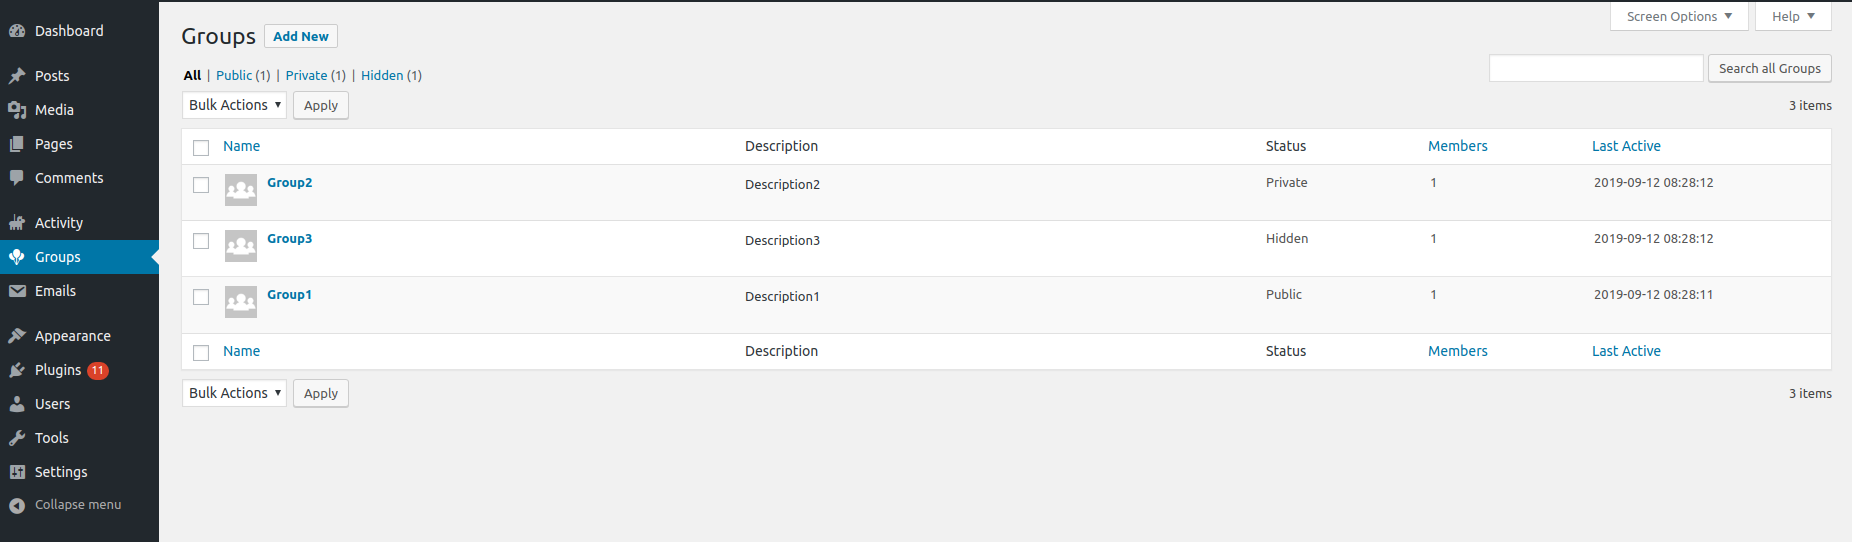 Dashboard
Posts
Media
Pages
Comments
Activity
Groups
Emails
Appearance
Plugins 11
Users
Tools
Settings
Collapse menu
Screen Options ▼ Help ▼
Groups Add New
All | Public (1) | Private (1) | Hidden (1)
Search all Groups
Bulk Actions ▾ Apply 3 items
Name Description Status Members Last Active
Group2 Description2 Private 1 2019-09-12 08:28:12
Group3 Description3 Hidden 1 2019-09-12 08:28:12
Group1 Description1 Public 1 2019-09-12 08:28:11
Name Description Status Members Last Active
Bulk Actions ▾ Apply 3 items